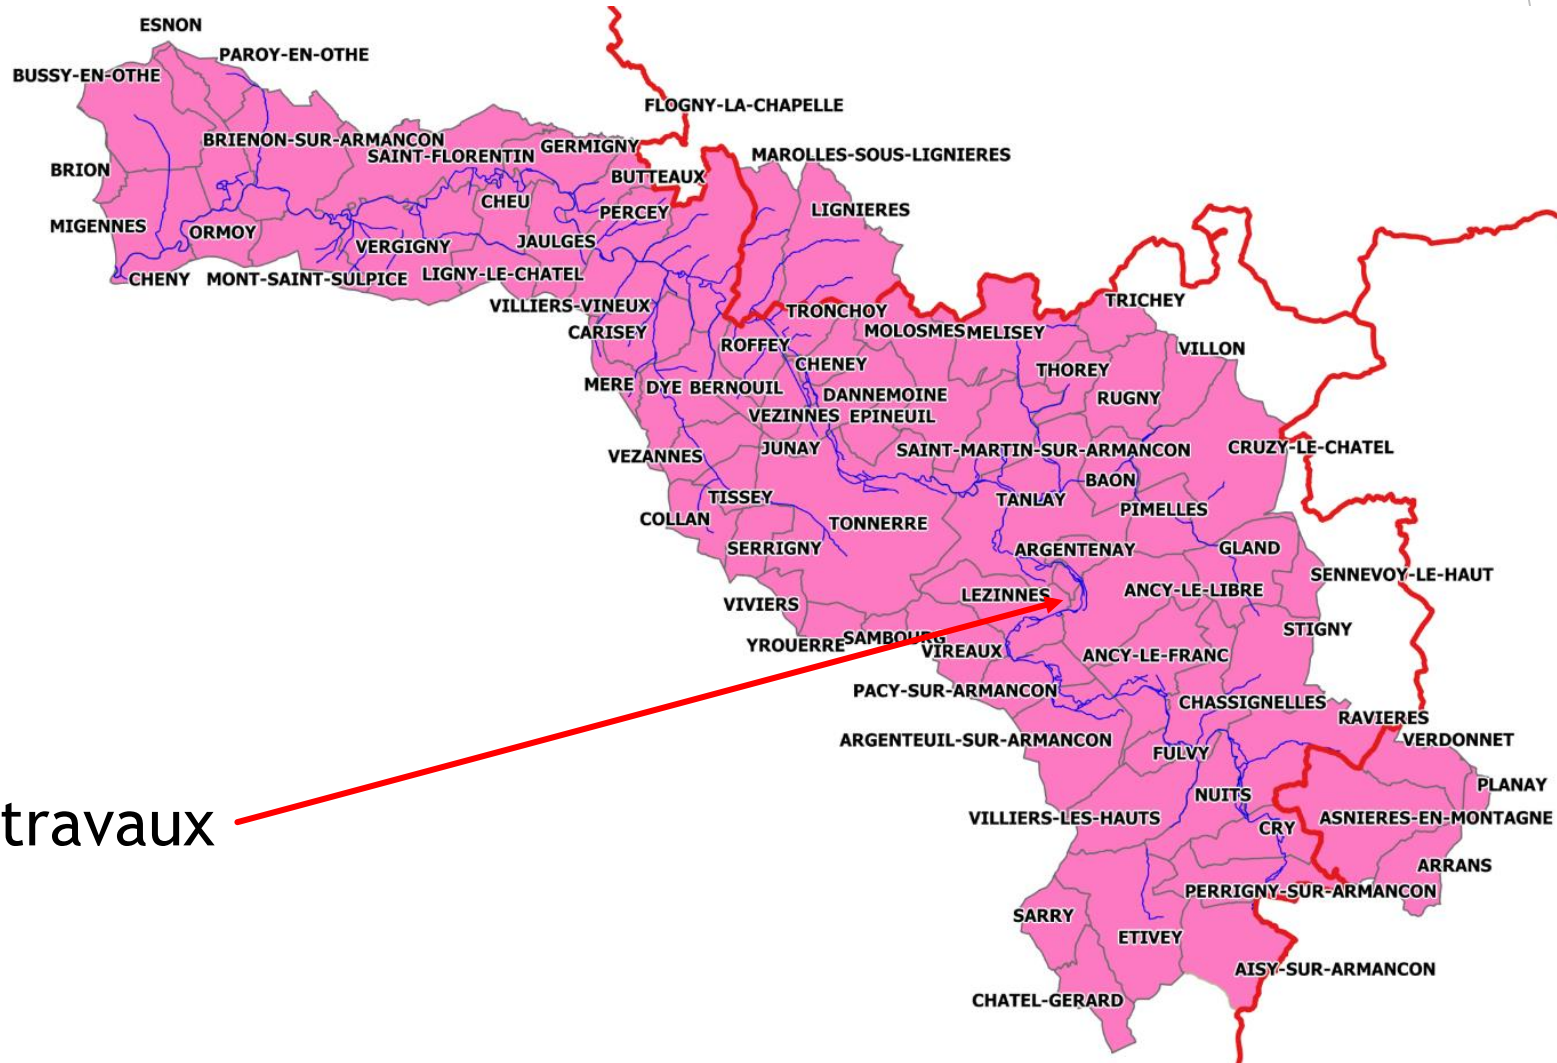 ESNON
PAROY-EN-OTHE
BUSSY-EN-OTHE
FLOGNY-LA-CHAPELLE
BRIENON-SUR-ARMANCON
GERMIGNY
SAINT-FLORENTIN
MAROLLES-SOUS-LIGNIERES
BRION
BUTTEAUX
CHEU
PERCEY
LIGNIERES
MIGENNES
ORMOY
JAULGES
VERGIGNY
CHENY
MONT-SAINT-SULPICE
LIGNY-LE-CHATEL
VILLIERS-VINEUX
TRONCHOY
TRICHEY
CARISEY
MOLOSMES
MELISEY
ROFFEY
VILLON
CHENEY
THOREY
MERE
DYE
BERNOUIL
DANNEMOINE
RUGNY
VEZINNES
EPINEUIL
VEZANNES
JUNAY
SAINT-MARTIN-SUR-ARMANCON
CRUZY-LE-CHATEL
BAON
TISSEY
TANLAY
PIMELLES
COLLAN
TONNERRE
SERRIGNY
ARGENTENAY
GLAND
SENNEVOY-LE-HAUT
VIVIERS
LEZINNES
ANCY-LE-LIBRE
STIGNY
YROUERRE
SAMBOURG
VIREAUX
ANCY-LE-FRANC
PACY-SUR-ARMANCON
CHASSIGNELLES
RAVIERES
ARGENTEUIL-SUR-ARMANCON
VERDONNET
FULVY
PLANAY
NUITS
VILLIERS-LES-HAUTS
CRY
ASNIERES-EN-MONTAGNE
travaux
ARRANS
PERRIGNY-SUR-ARMANCON
SARRY
ETIVEY
AISY-SUR-ARMANCON
CHATEL-GERARD